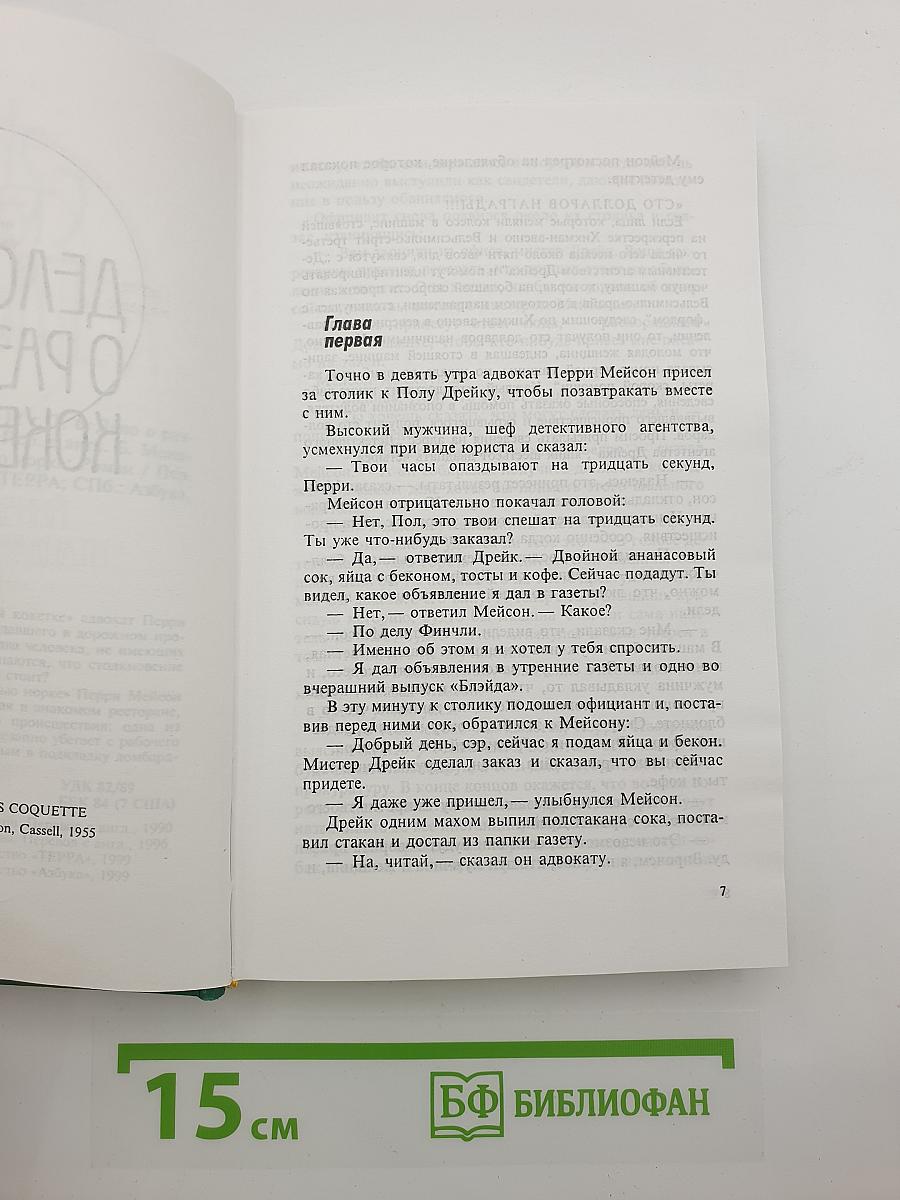 S COQUETTE
on, Cassell, 1955
Глава
первая
Точно в девять утра адвокат Перри Мейсон присел
за столик к Полу Дрейку, чтобы позавтракать вместе
с ним.
Высокий мужчина, шеф детективного агентства,
усмехнулся при виде юриста и сказал:
— Твои часы опаздывают на тридцать секунд,
Перри.
Мейсон отрицательно покачал головой:
— Нет, Пол, это твои спешат на тридцать секунд.
Ты уже что-нибудь заказал?
— Да,— ответил Дрейк.— Двойной ананасовый
сок, яйца с беконом, тосты и кофе. Сейчас подадут. Ты
видел, какое объявление я дал в газеты?
— Нет,— ответил Мейсон.— Какое?
— По делу Финчли.
— Именно об этом я и хотел у тебя спросить.
— Я дал объявления в утренние газеты и одно во
вчерашний выпуск «Блэйда».
В эту минуту к столику подошел официант и, поста-
вив перед ними сок, обратился к Мейсону:
— Добрый день, сэр, сейчас я подам яйца и бекон.
Мистер Дрейк сделал заказ и сказал, что вы сейчас
придете.
— Я даже уже пришел,— улыбнулся Мейсон.
Дрейк одним махом выпил полстакана сока, поста-
вил стакан и достал из папки газету.
— На, читай,— сказал он адвокату.
7
15 см
БФ БИБЛИОФАН